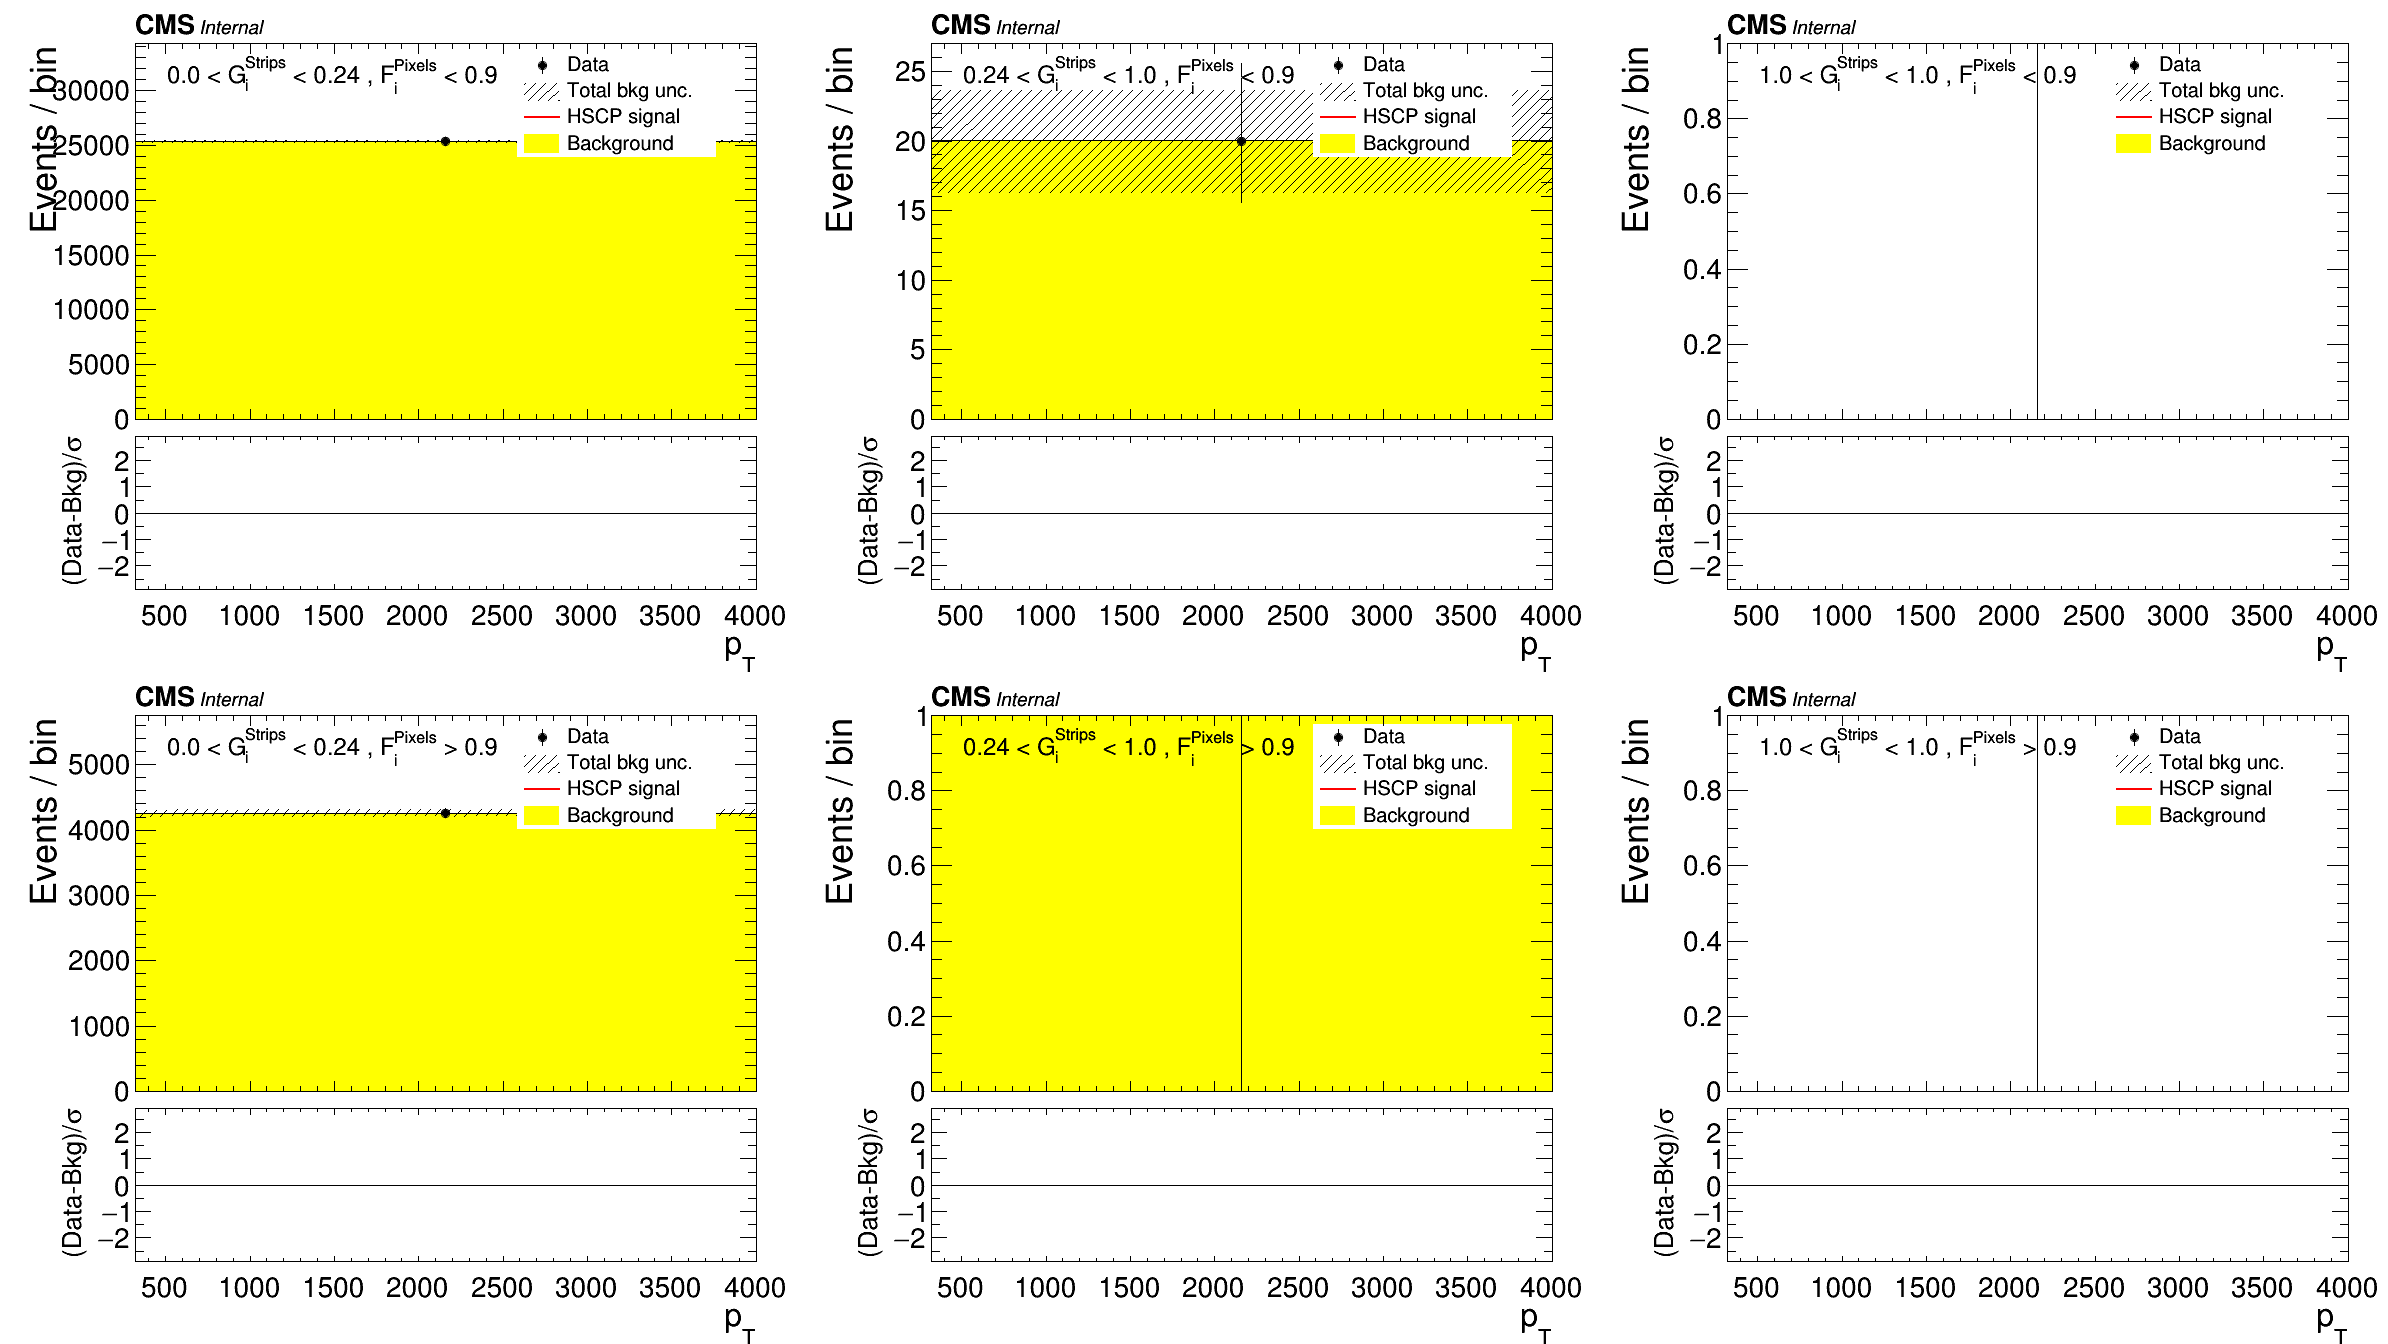 CMS Internal
Events / bin
0.0 < G_i^Strips < 0.24 , F_i^Pixels < 0.9
Data
Total bkg unc.
HSCP signal
Background
30000
25000
20000
15000
10000
5000
0
(Data-Bkg)/σ
2
1
0
−1
−2
500 1000 1500 2000 2500 3000 3500 4000
p_T
CMS Internal
Events / bin
0.24 < G_i^Strips < 1.0 , F_i^Pixels < 0.9
Data
Total bkg unc.
HSCP signal
Background
25
20
15
10
5
0
(Data-Bkg)/σ
2
1
0
−1
−2
500 1000 1500 2000 2500 3000 3500 4000
p_T
CMS Internal
Events / bin
1.0 < G_i^Strips < 1.0 , F_i^Pixels < 0.9
Data
Total bkg unc.
HSCP signal
Background
1
0.8
0.6
0.4
0.2
0
(Data-Bkg)/σ
2
1
0
−1
−2
500 1000 1500 2000 2500 3000 3500 4000
p_T
CMS Internal
Events / bin
0.0 < G_i^Strips < 0.24 , F_i^Pixels > 0.9
Data
Total bkg unc.
HSCP signal
Background
5000
4000
3000
2000
1000
0
(Data-Bkg)/σ
2
1
0
−1
−2
500 1000 1500 2000 2500 3000 3500 4000
p_T
CMS Internal
Events / bin
0.24 < G_i^Strips < 1.0 , F_i^Pixels > 0.9
Data
Total bkg unc.
HSCP signal
Background
1
0.8
0.6
0.4
0.2
0
(Data-Bkg)/σ
2
1
0
−1
−2
500 1000 1500 2000 2500 3000 3500 4000
p_T
CMS Internal
Events / bin
1.0 < G_i^Strips < 1.0 , F_i^Pixels > 0.9
Data
Total bkg unc.
HSCP signal
Background
1
0.8
0.6
0.4
0.2
0
(Data-Bkg)/σ
2
1
0
−1
−2
500 1000 1500 2000 2500 3000 3500 4000
p_T